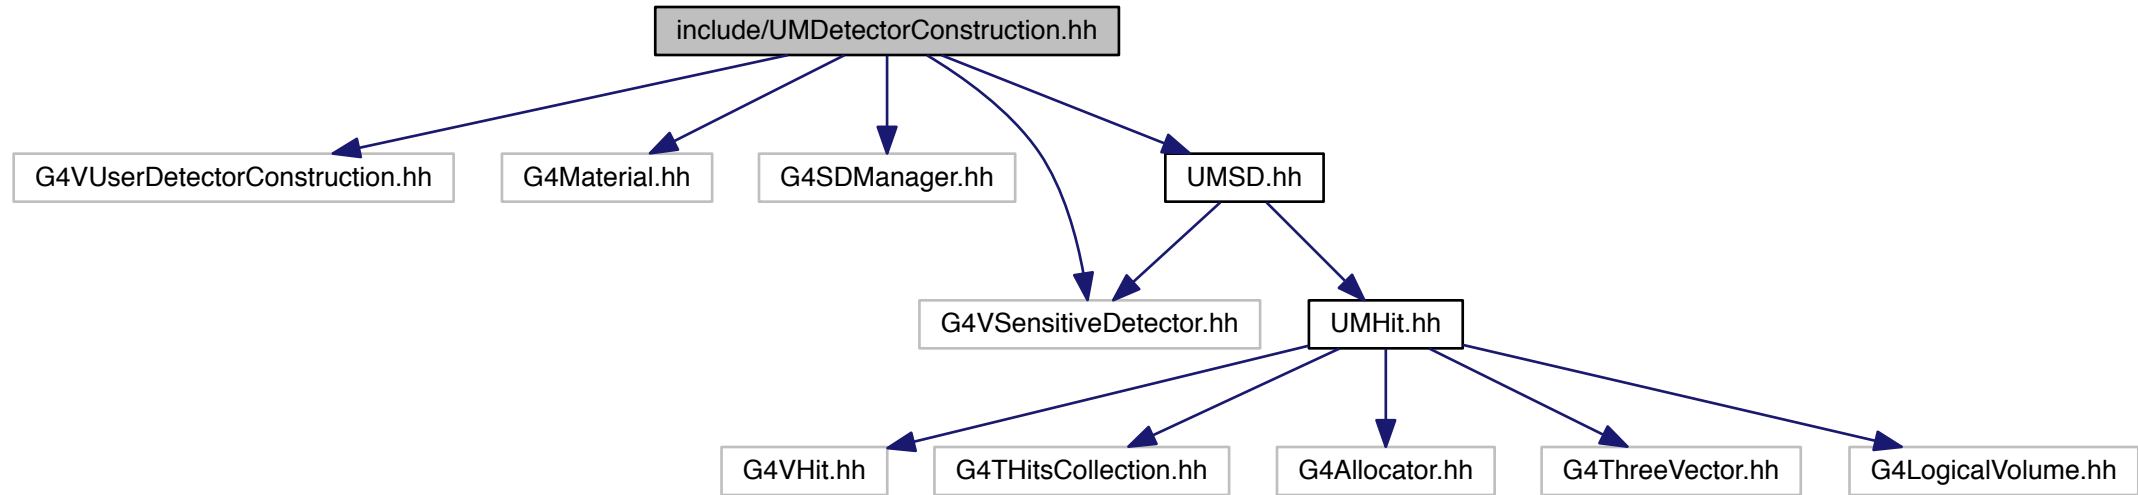 include/UMDetectorConstruction.hh
G4VUserDetectorConstruction.hh
G4Material.hh
G4SDManager.hh
UMSD.hh
G4VSensitiveDetector.hh
UMHit.hh
G4VHit.hh
G4THitsCollection.hh
G4Allocator.hh
G4ThreeVector.hh
G4LogicalVolume.hh